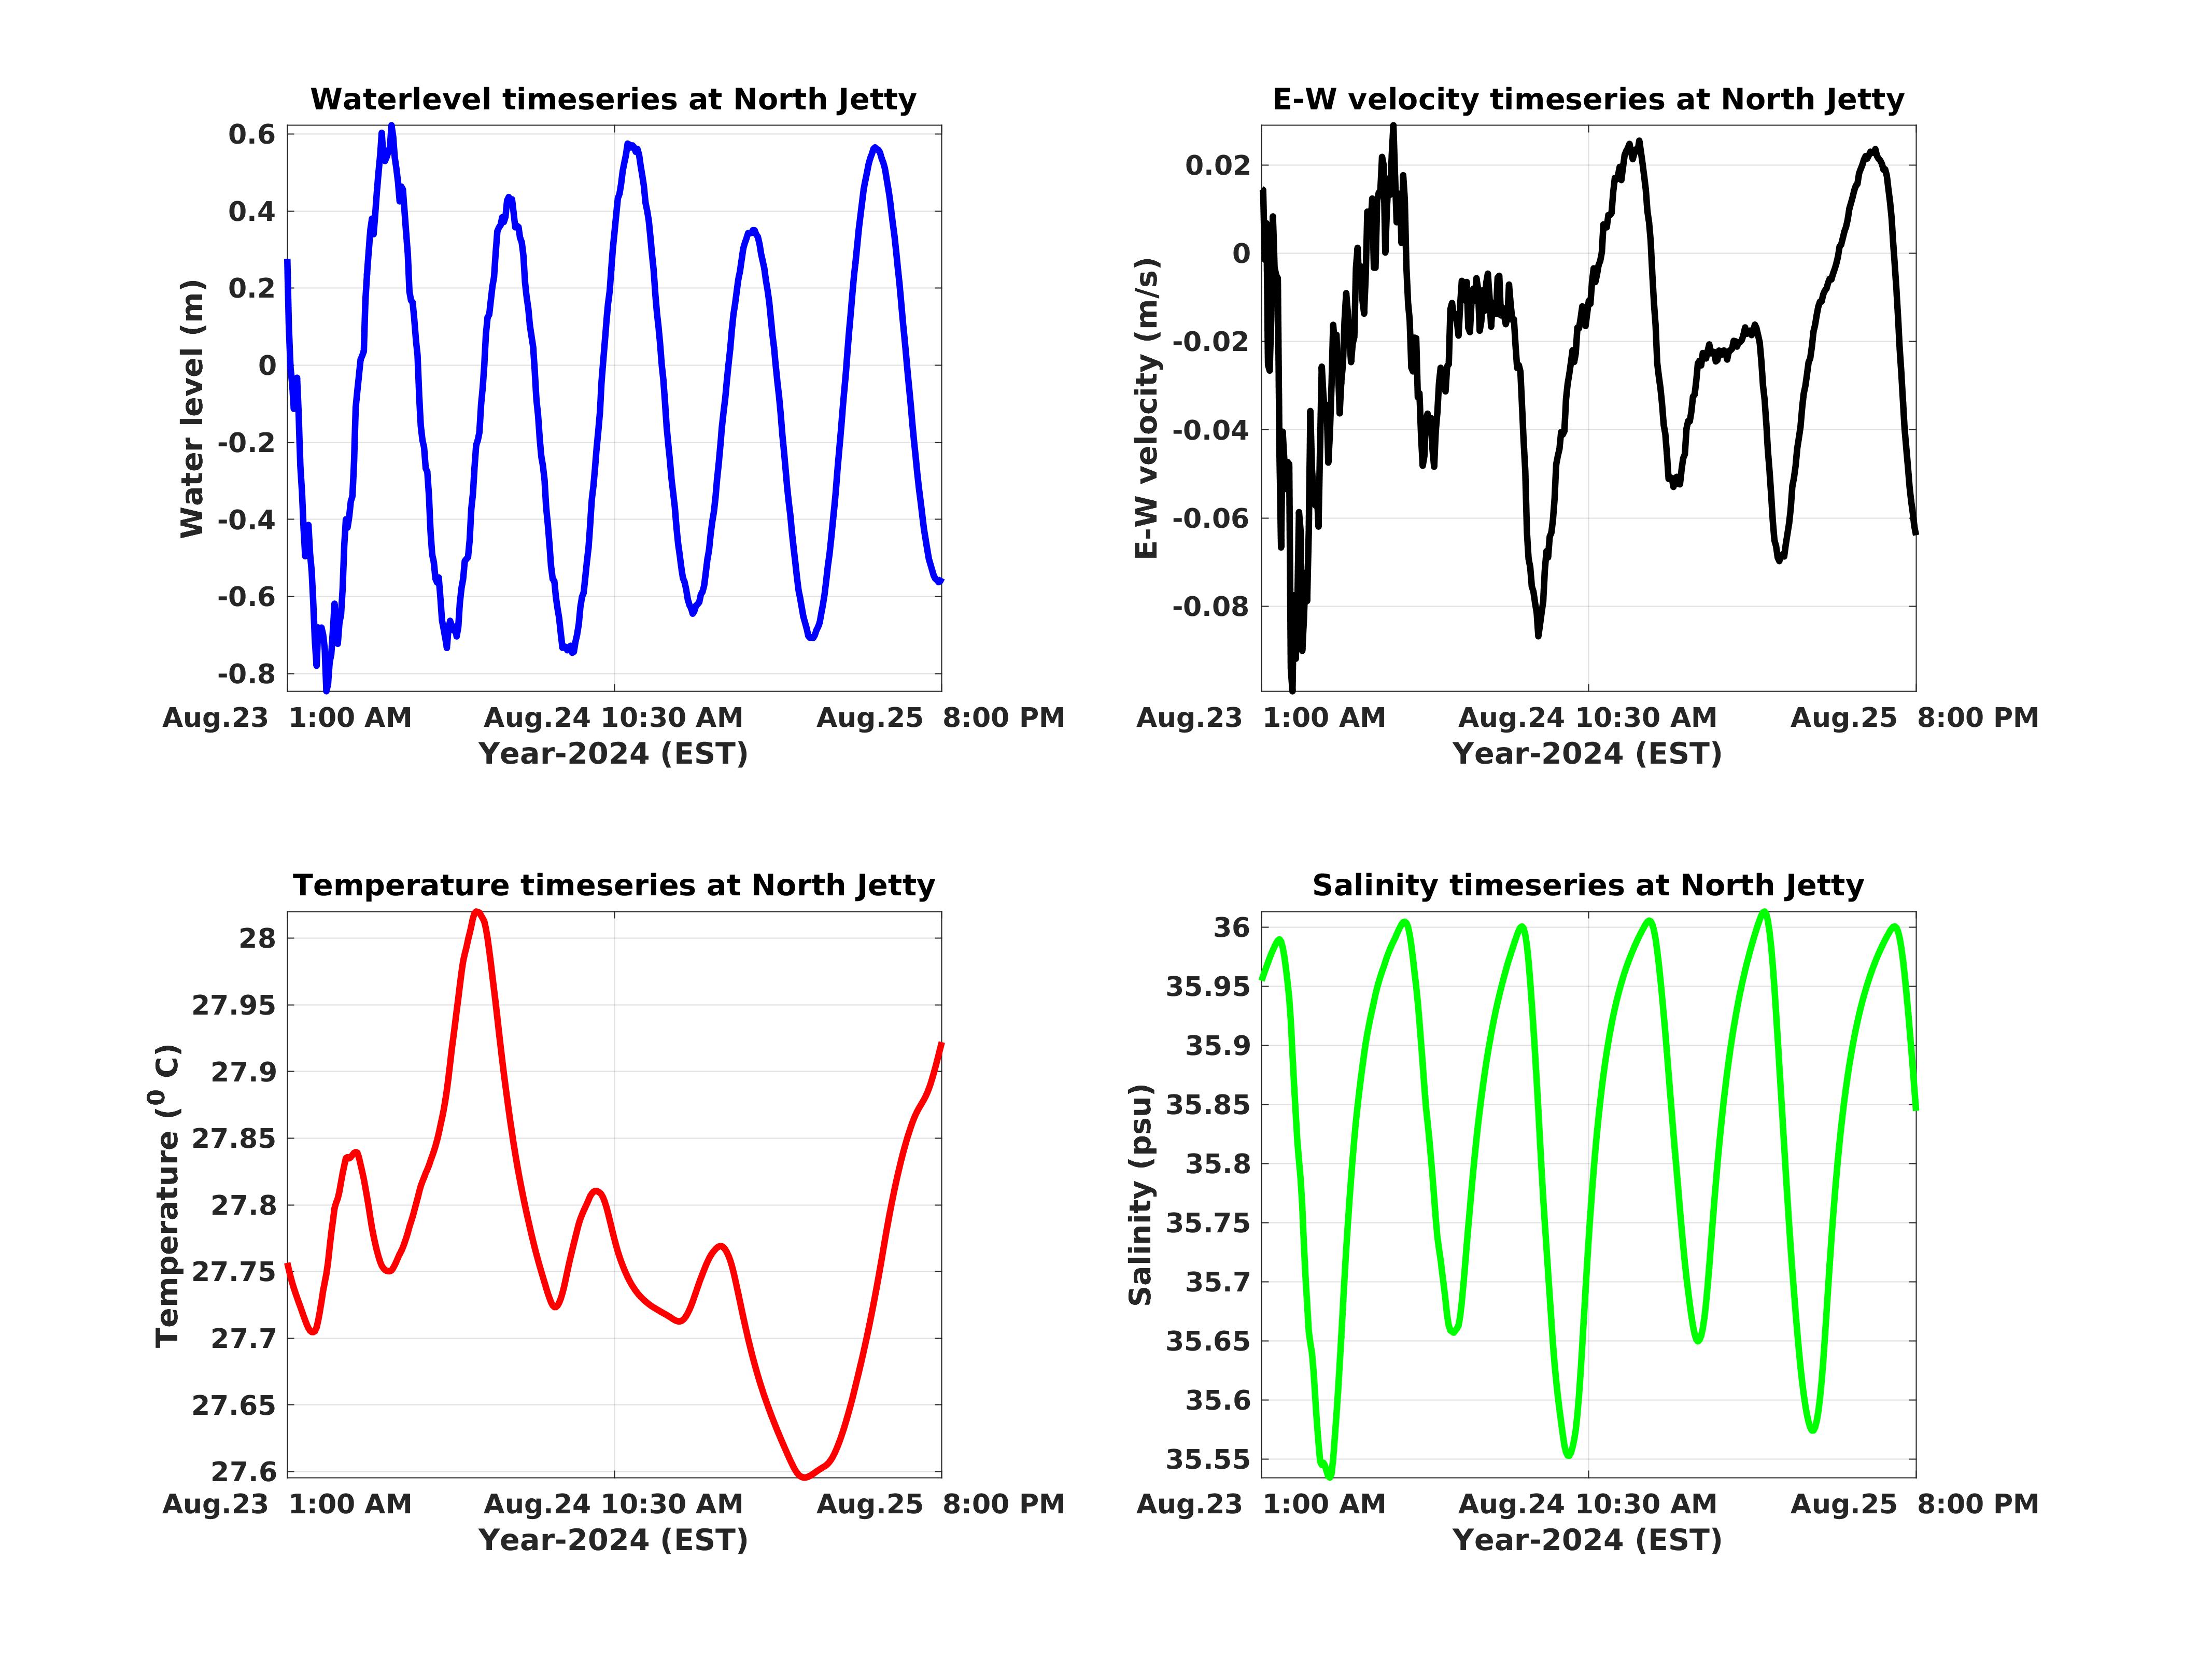 Waterlevel timeseries at North Jetty
0.6
0.4
0.2
0
-0.2
-0.4
-0.6
-0.8
Water level (m)
Aug.23 1:00 AM
Aug.24 10:30 AM
Aug.25 8:00 PM
Year-2024 (EST)
E-W velocity timeseries at North Jetty
0.02
0
-0.02
-0.04
-0.06
-0.08
E-W velocity (m/s)
Aug.23 1:00 AM
Aug.24 10:30 AM
Aug.25 8:00 PM
Year-2024 (EST)
Temperature timeseries at North Jetty
28
27.95
27.9
27.85
27.8
27.75
27.7
27.65
27.6
Temperature (⁰ C)
Aug.23 1:00 AM
Aug.24 10:30 AM
Aug.25 8:00 PM
Year-2024 (EST)
Salinity timeseries at North Jetty
36
35.95
35.9
35.85
35.8
35.75
35.7
35.65
35.6
35.55
Salinity (psu)
Aug.23 1:00 AM
Aug.24 10:30 AM
Aug.25 8:00 PM
Year-2024 (EST)